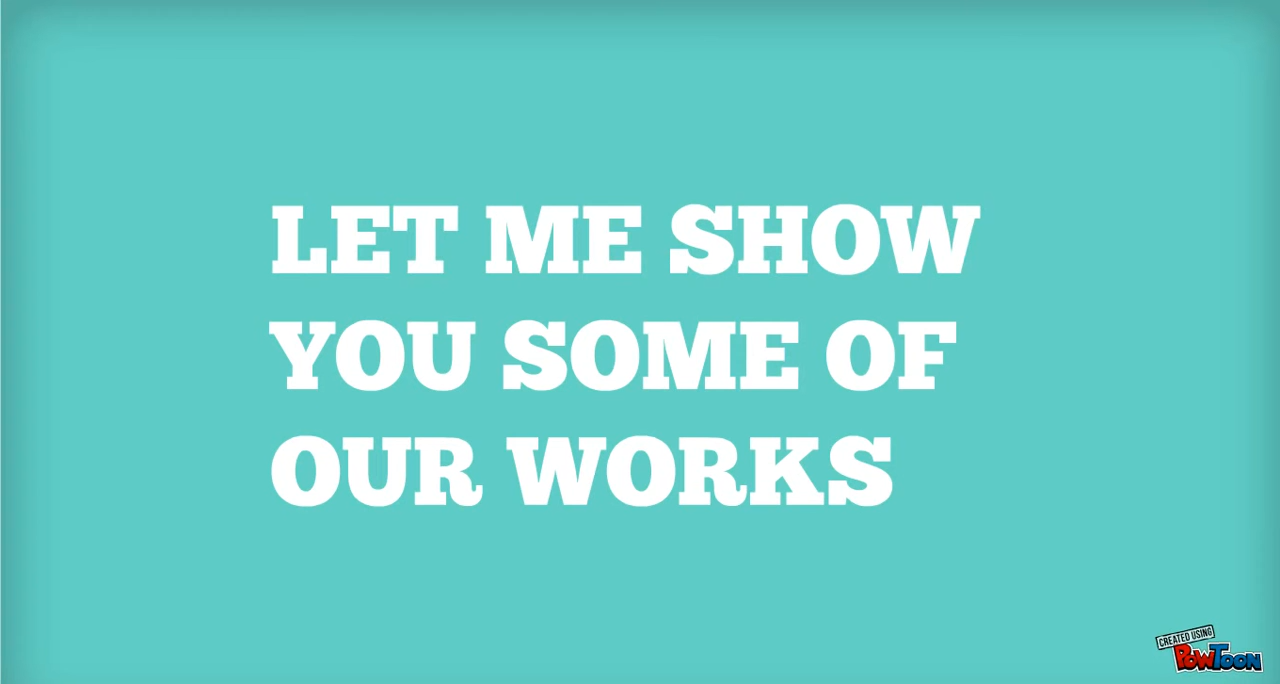 LET ME SHOW
YOU SOME OF
OUR WORKS
CREATED USING
POWTOON